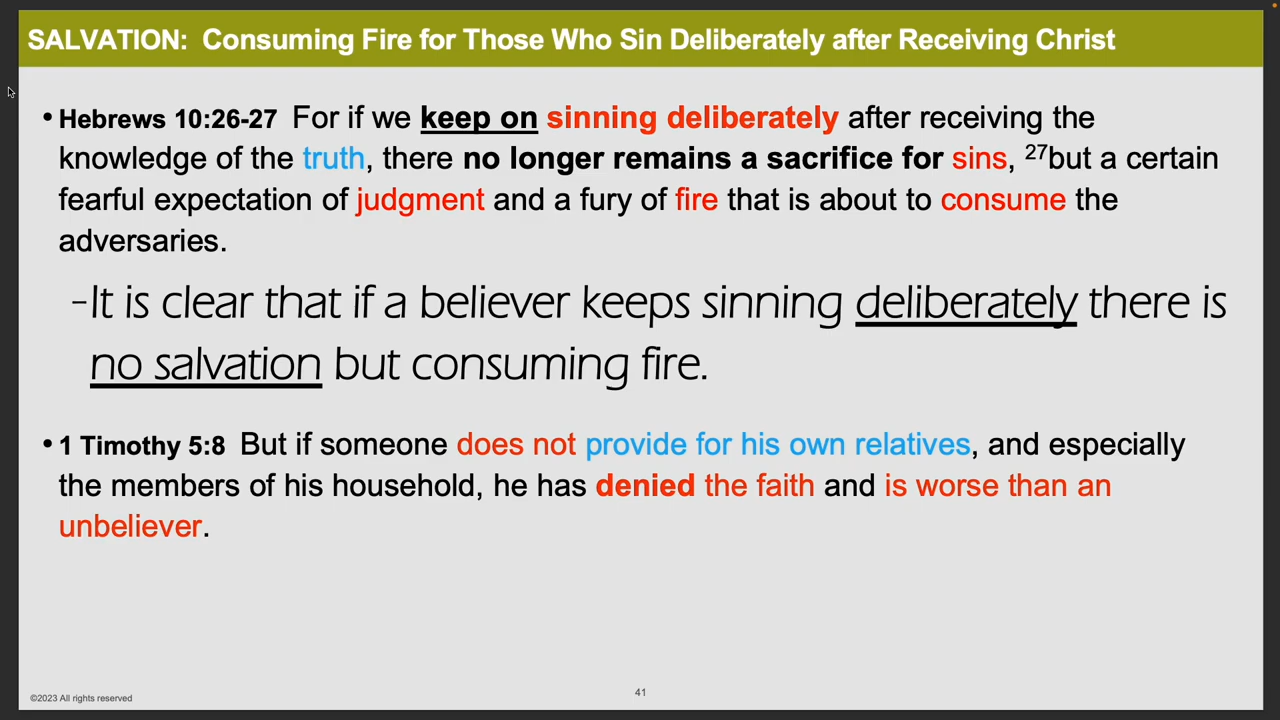 SALVATION: Consuming Fire for Those Who Sin Deliberately after Receiving Christ
• Hebrews 10:26-27 For if we keep on sinning deliberately after receiving the
knowledge of the truth, there no longer remains a sacrifice for sins, 27but a certain
fearful expectation of judgment and a fury of fire that is about to consume the
adversaries.
-It is clear that if a believer keeps sinning deliberately there is
no salvation but consuming fire.
• 1 Timothy 5:8 But if someone does not provide for his own relatives, and especially
the members of his household, he has denied the faith and is worse than an
unbeliever.
©2023 All rights reserved
41